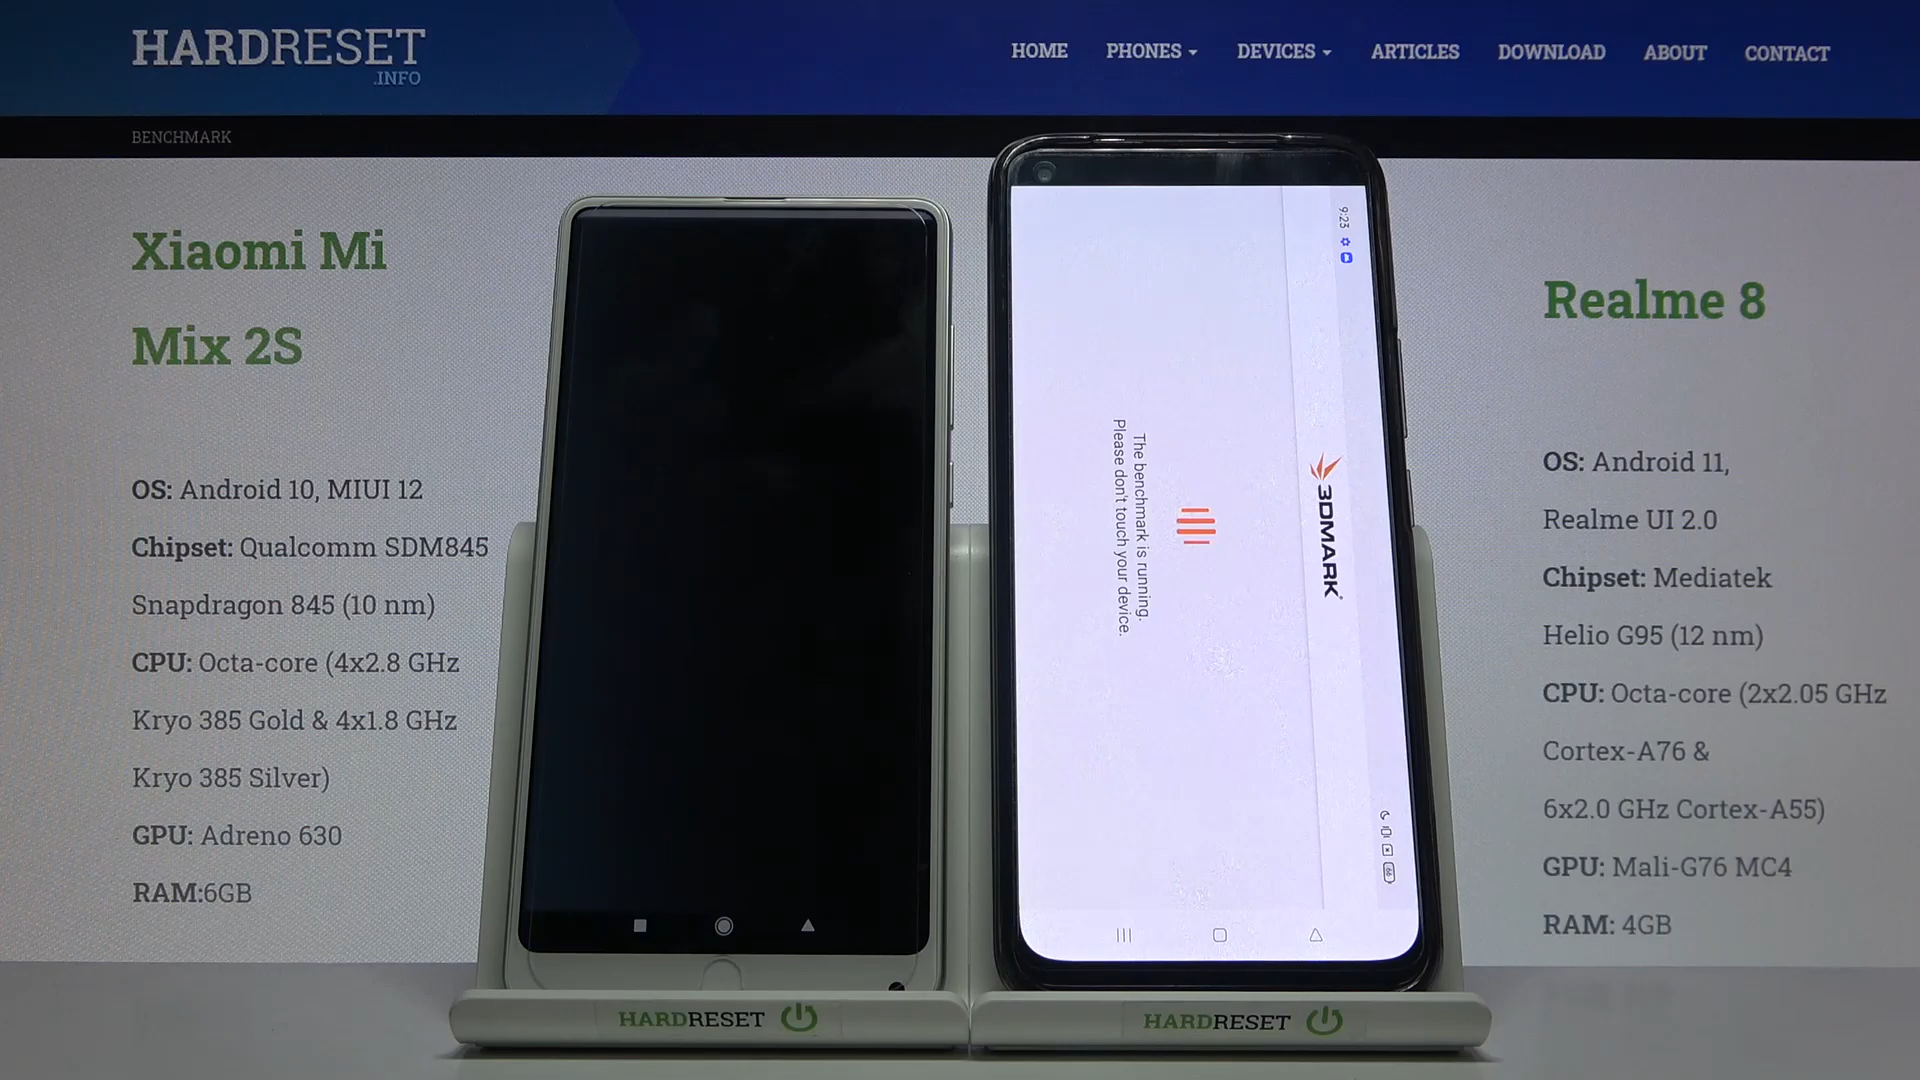 HARDRESET
.INFO
HOME PHONES DEVICES ARTICLES DOWNLOAD ABOUT CONTACT
BENCHMARK
Xiaomi Mi
Mix 2S
OS: Android 10, MIUI 12
Chipset: Qualcomm SDM845
Snapdragon 845 (10 nm)
CPU: Octa-core (4x2.8 GHz
Kryo 385 Gold & 4x1.8 GHz
Kryo 385 Silver)
GPU: Adreno 630
RAM:6GB
9:23
3DMARK
The benchmark is running.
Please don't touch your device.
66
Realme 8
OS: Android 11,
Realme UI 2.0
Chipset: Mediatek
Helio G95 (12 nm)
CPU: Octa-core (2x2.05 GHz
Cortex-A76 &
6x2.0 GHz Cortex-A55)
GPU: Mali-G76 MC4
RAM: 4GB
HARDRESET
HARDRESET